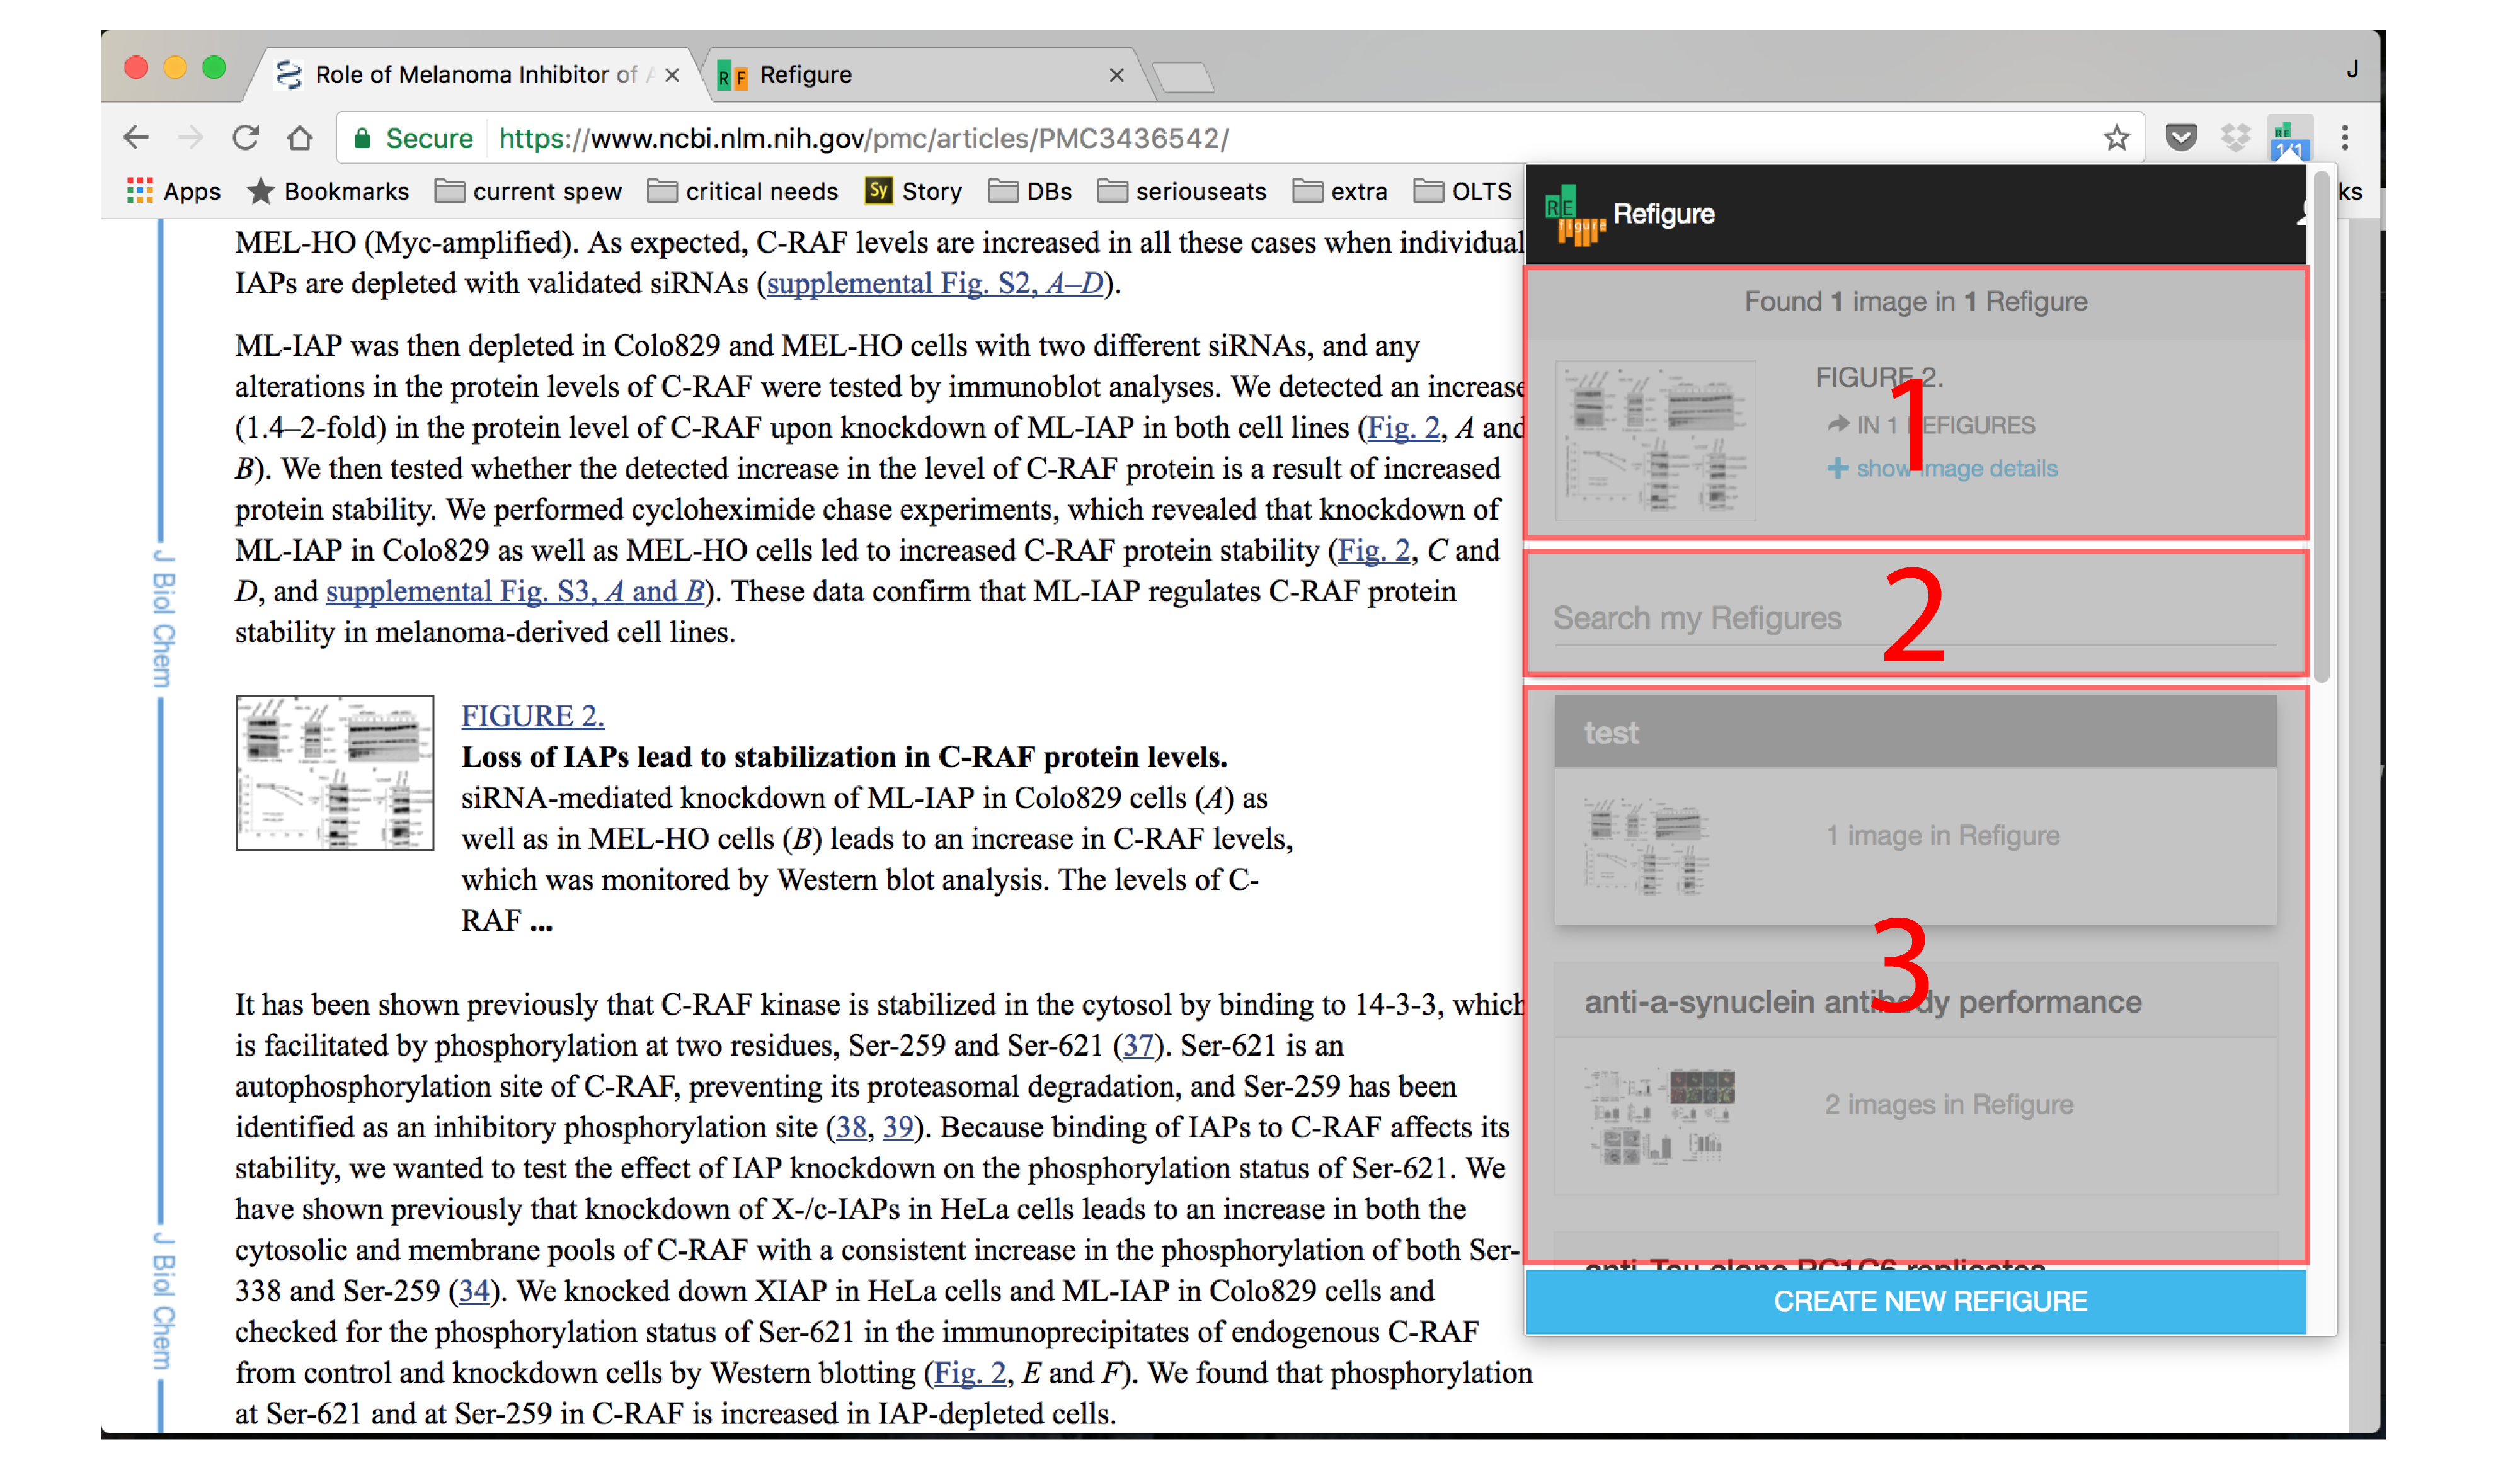 Role of Melanoma Inhibitor of A
RF Refigure
J
Secure https://www.ncbi.nlm.nih.gov/pmc/articles/PMC3436542/
RE
1/1
Apps Bookmarks current spew critical needs Sy Story DBs seriouseats extra OLTS ks
MEL-HO (Myc-amplified). As expected, C-RAF levels are increased in all these cases when individual
IAPs are depleted with validated siRNAs (supplemental Fig. S2, A–D).
ML-IAP was then depleted in Colo829 and MEL-HO cells with two different siRNAs, and any
alterations in the protein levels of C-RAF were tested by immunoblot analyses. We detected an increase
(1.4–2-fold) in the protein level of C-RAF upon knockdown of ML-IAP in both cell lines (Fig. 2, A and
B). We then tested whether the detected increase in the level of C-RAF protein is a result of increased
protein stability. We performed cycloheximide chase experiments, which revealed that knockdown of
ML-IAP in Colo829 as well as MEL-HO cells led to increased C-RAF protein stability (Fig. 2, C and
D, and supplemental Fig. S3, A and B). These data confirm that ML-IAP regulates C-RAF protein
stability in melanoma-derived cell lines.
J Biol Chem
FIGURE 2.
Loss of IAPs lead to stabilization in C-RAF protein levels.
siRNA-mediated knockdown of ML-IAP in Colo829 cells (A) as
well as in MEL-HO cells (B) leads to an increase in C-RAF levels,
which was monitored by Western blot analysis. The levels of C-
RAF ...
It has been shown previously that C-RAF kinase is stabilized in the cytosol by binding to 14-3-3, which
is facilitated by phosphorylation at two residues, Ser-259 and Ser-621 (37). Ser-621 is an
autophosphorylation site of C-RAF, preventing its proteasomal degradation, and Ser-259 has been
identified as an inhibitory phosphorylation site (38, 39). Because binding of IAPs to C-RAF affects its
stability, we wanted to test the effect of IAP knockdown on the phosphorylation status of Ser-621. We
have shown previously that knockdown of X-/c-IAPs in HeLa cells leads to an increase in both the
cytosolic and membrane pools of C-RAF with a consistent increase in the phosphorylation of both Ser-
338 and Ser-259 (34). We knocked down XIAP in HeLa cells and ML-IAP in Colo829 cells and
checked for the phosphorylation status of Ser-621 in the immunoprecipitates of endogenous C-RAF
from control and knockdown cells by Western blotting (Fig. 2, E and F). We found that phosphorylation
at Ser-621 and at Ser-259 in C-RAF is increased in IAP-depleted cells.
J Biol Chem
RE figure Refigure
Found 1 image in 1 Refigure
FIGURE 2.
IN 1 REFIGURES
show image details
1
Search my Refigures
2
test
1 image in Refigure
3
anti-a-synuclein antibody performance
2 images in Refigure
anti-Tau clone PC1C6 replicates
CREATE NEW REFIGURE